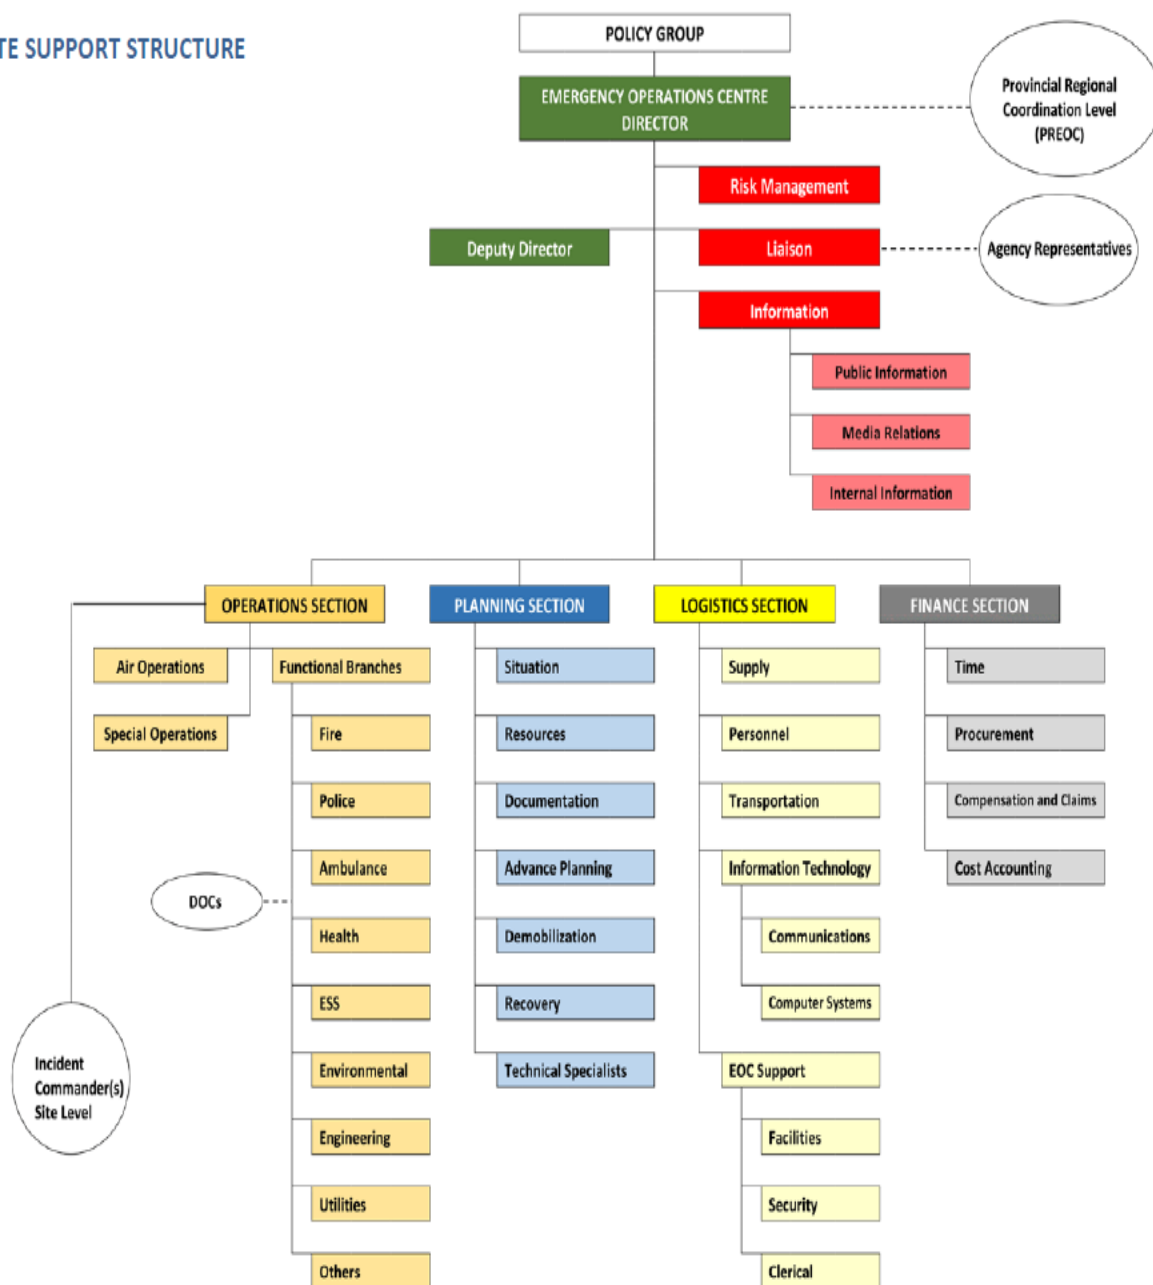 TE SUPPORT STRUCTURE
POLICY GROUP
EMERGENCY OPERATIONS CENTRE
DIRECTOR
Provincial Regional
Coordination Level
(PREOC)
Risk Management
Deputy Director
Liaison
Agency Representatives
Information
Public Information
Media Relations
Internal Information
OPERATIONS SECTION
PLANNING SECTION
LOGISTICS SECTION
FINANCE SECTION
Air Operations
Functional Branches
Situation
Supply
Time
Special Operations
Fire
Resources
Personnel
Procurement
Police
Documentation
Transportation
Compensation and Claims
Ambulance
Advance Planning
Information Technology
Cost Accounting
DOCs
Health
Demobilization
Communications
ESS
Recovery
Computer Systems
Incident
Commander(s)
Site Level
Environmental
Technical Specialists
EOC Support
Engineering
Facilities
Utilities
Security
Others
Clerical